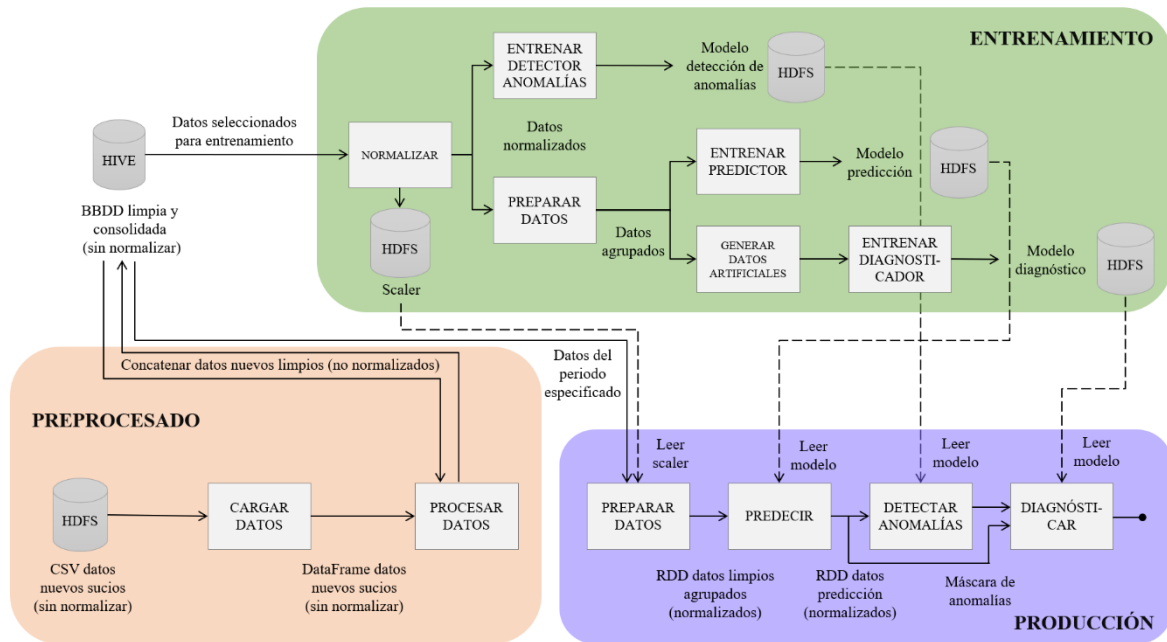 ENTRENAMIENTO
ENTRENAR
DETECTOR
ANOMALÍAS
Modelo
detección de
anomalías
HDFS
Datos seleccionados
para entrenamiento
HIVE
NORMALIZAR
Datos
normalizados
ENTRENAR
PREDICTOR
Modelo
predicción
HDFS
BBDD limpia y
consolidada
(sin normalizar)
PREPARAR
DATOS
HDFS
Scaler
Datos
agrupados
GENERAR
DATOS
ARTIFICIALES
ENTRENAR
DIAGNOSTI-
CADOR
Modelo
diagnóstico
HDFS
Concatenar datos nuevos limpios (no normalizados)
Datos del
periodo
especificado
PREPROCESADO
HDFS
CARGAR
DATOS
PROCESAR
DATOS
CSV datos
nuevos sucios
(sin normalizar)
DataFrame datos
nuevos sucios
(sin normalizar)
Leer
scaler
Leer
modelo
Leer
modelo
Leer
modelo
PREPARAR
DATOS
PREDECIR
DETECTAR
ANOMALÍAS
DIAGNÓSTI-
CAR
RDD datos limpios
agrupados
(normalizados)
RDD datos
predicción
(normalizados)
Máscara de
anomalías
PRODUCCIÓN